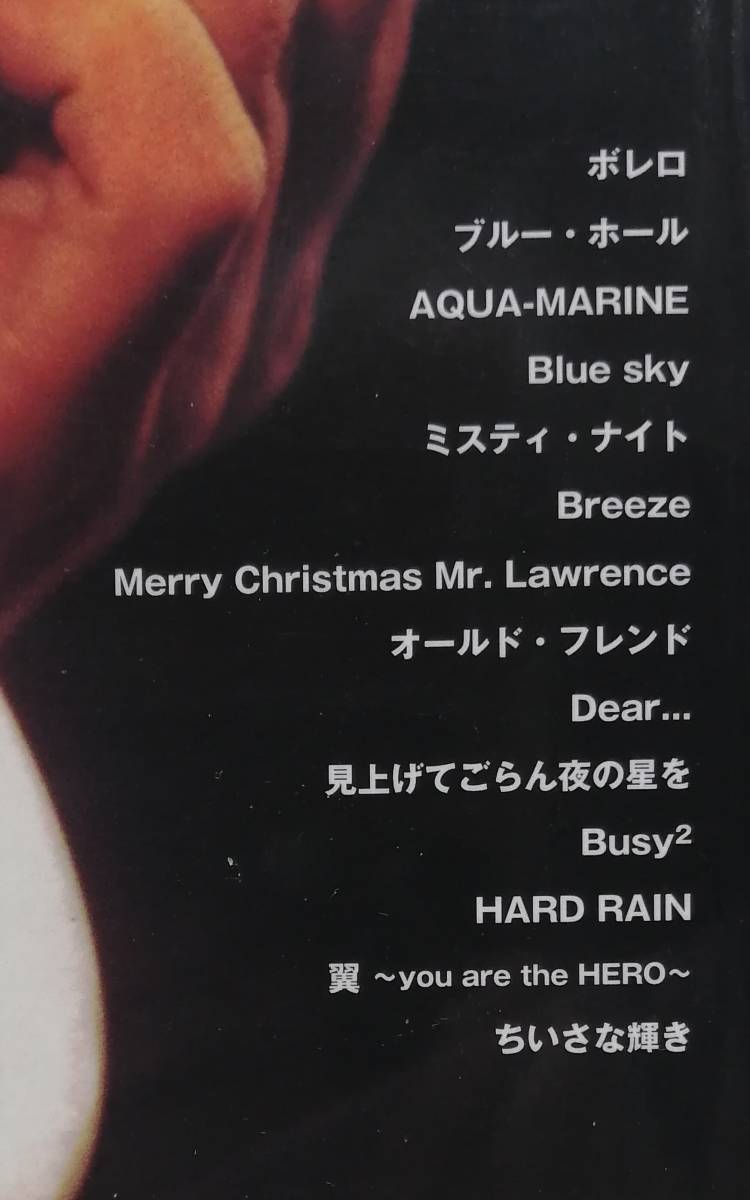 ボレロ
ブルー・ホール
AQUA-MARINE
Blue sky
ミスティ・ナイト
Breeze
Merry Christmas Mr. Lawrence
オールド・フレンド
Dear...
見上げてごらん夜の星を
Busy²
HARD RAIN
翼 ~you are the HERO~
ちいさな輝き